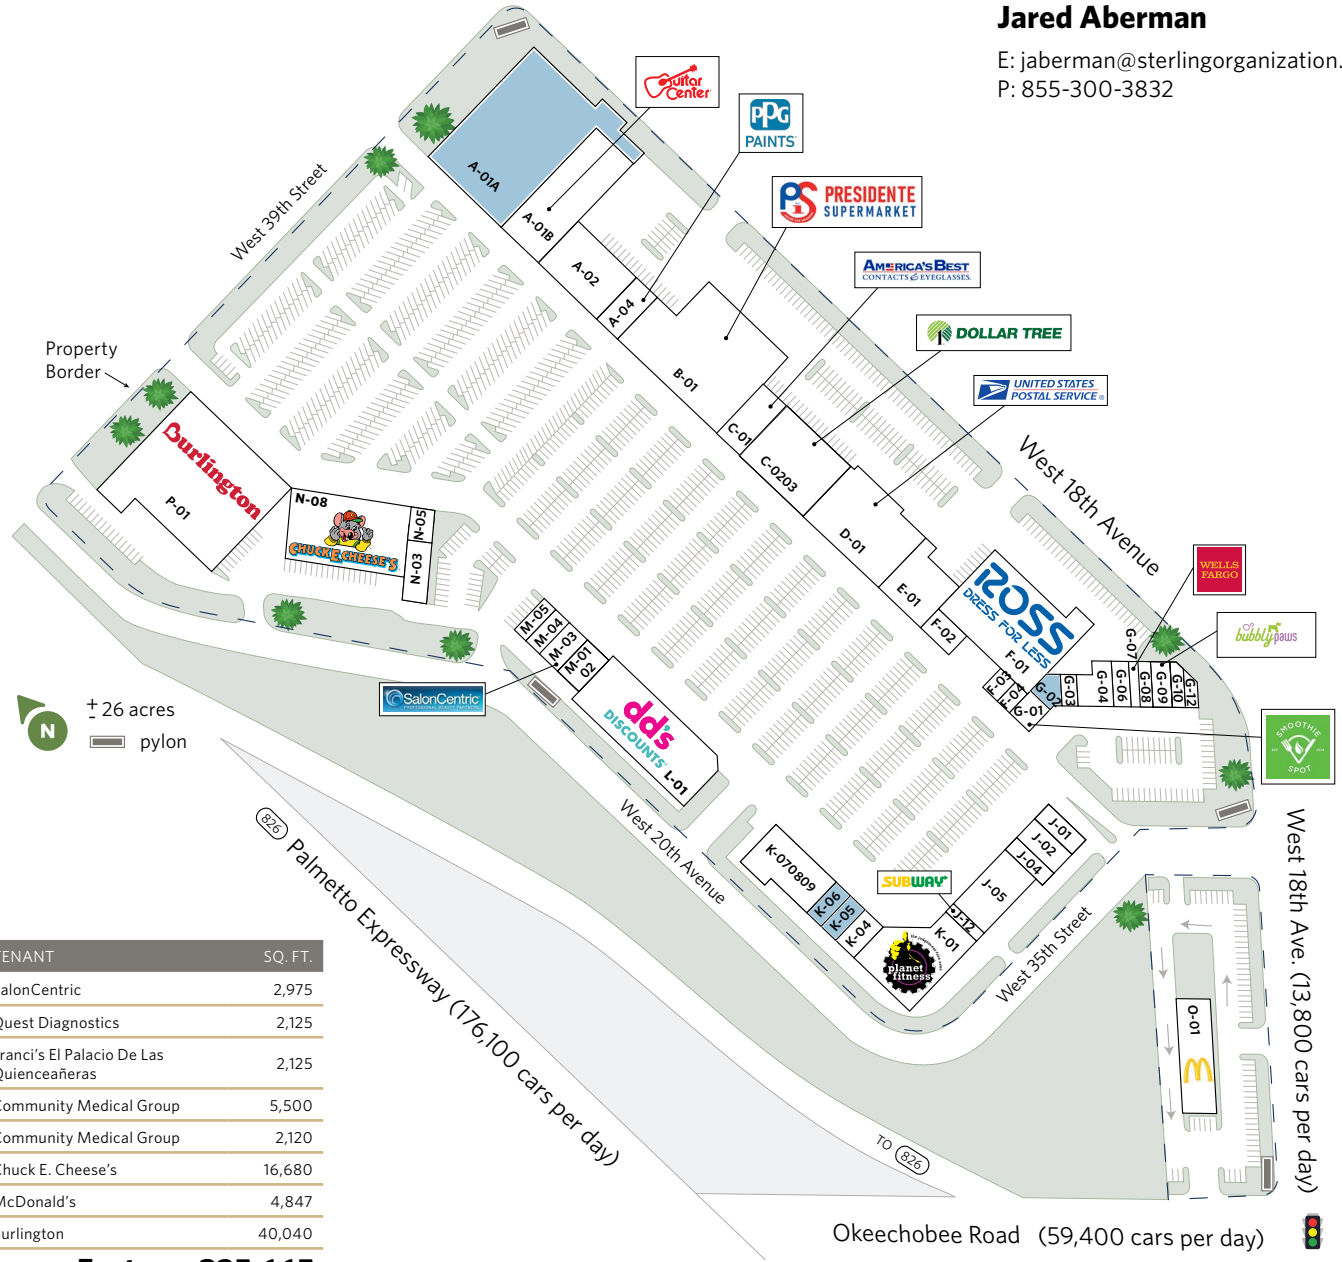 Jared Aberman
E: jaberman@sterlingorganization.
P: 855-300-3832
Guitar
Center
PPG
PAINTS
PS PRESIDENTE
SUPERMARKET
AMERICA'S BEST
CONTACTS & EYEGLASSES
DOLLAR TREE
UNITED STATES
POSTAL SERVICE®
West 39th Street
A-01A
A-01B
A-02
A-04
B-01
C-01
C-0203
D-01
E-01
F-02
ROSS
DRESS FOR LESS
F-01
F-03
F-04
G-01
G-02
G-03
G-04
G-06
G-07
G-08
G-09
G-10
G-12
West 18th Avenue
WELLS
FARGO
bubbly paws
SMOOTHIE
SPOT
Property
Border
Burlington
P-01
N-08
CHUCK E. CHEESE'S
N-05
N-03
M-05
M-04
M-03
M-01
02
SalonCentric
dd's
DISCOUNTS
L-01
N
+- 26 acres
pylon
West 20th Avenue
826 Palmetto Expressway (176,100 cars per day)
K-070809
K-06
K-05
K-04
planet
fitness
K-01
SUBWAY
J-12
J-05
J-04
J-02
J-01
West 35th Street
West 18th Ave. (13,800 cars per day)
O-01
TO 826
Okeechobee Road (59,400 cars per day)
TENANT SQ. FT.
alonCentric 2,975
Quest Diagnostics 2,125
ranci's El Palacio De Las
Quienceañeras 2,125
Community Medical Group 5,500
Community Medical Group 2,120
Chuck E. Cheese's 16,680
McDonald's 4,847
urlington 40,040